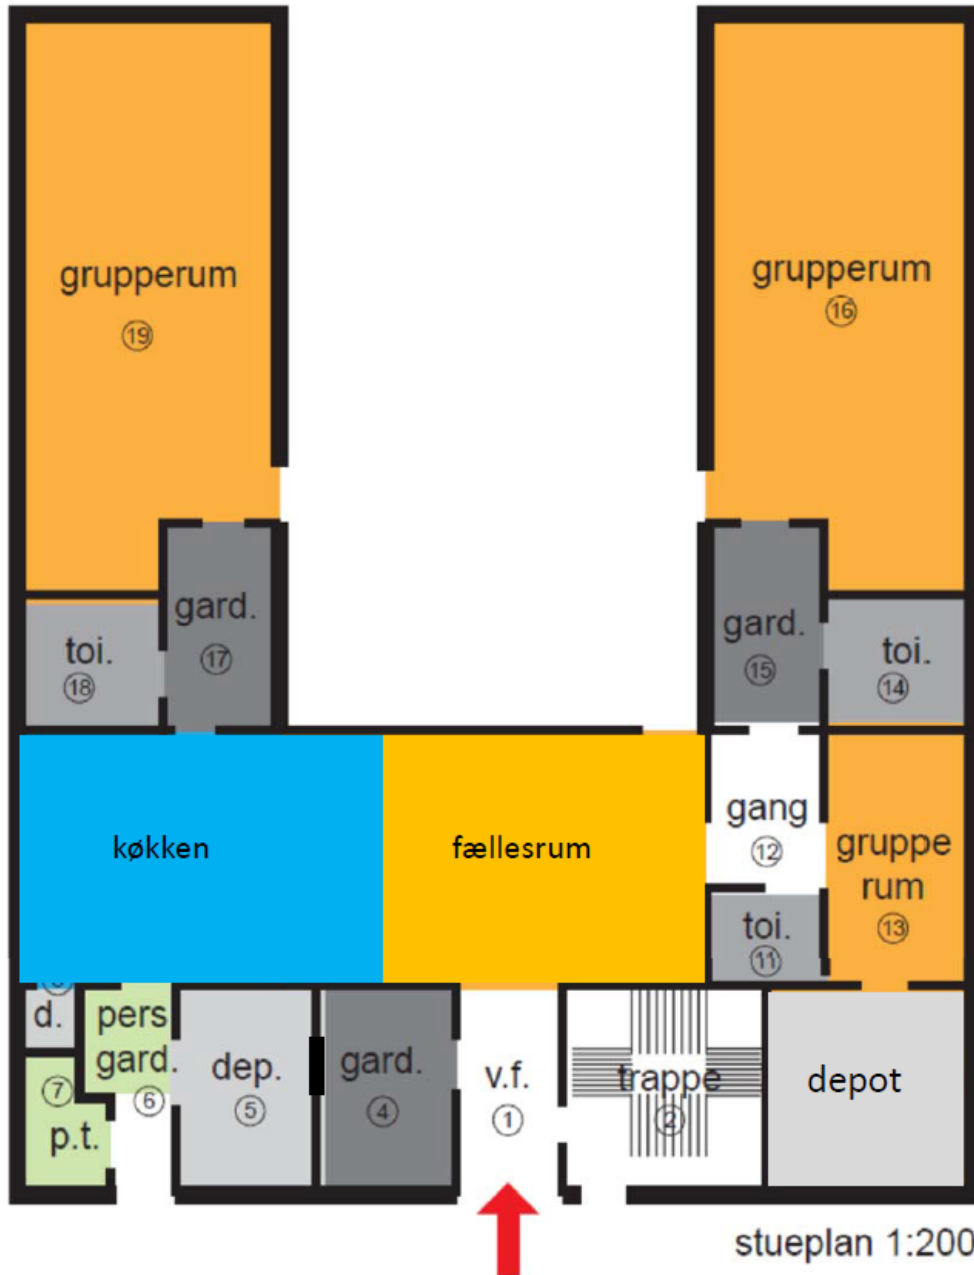 grupperum
19
grupperum
16
gard.
17
toi.
18
gard.
15
toi.
14
køkken
fællesrum
gang
12
gruppe
rum
13
toi.
11
d.
pers
gard.
6
7
p.t.
dep.
5
gard.
4
v.f.
1
trappe
2
depot
stueplan 1:200